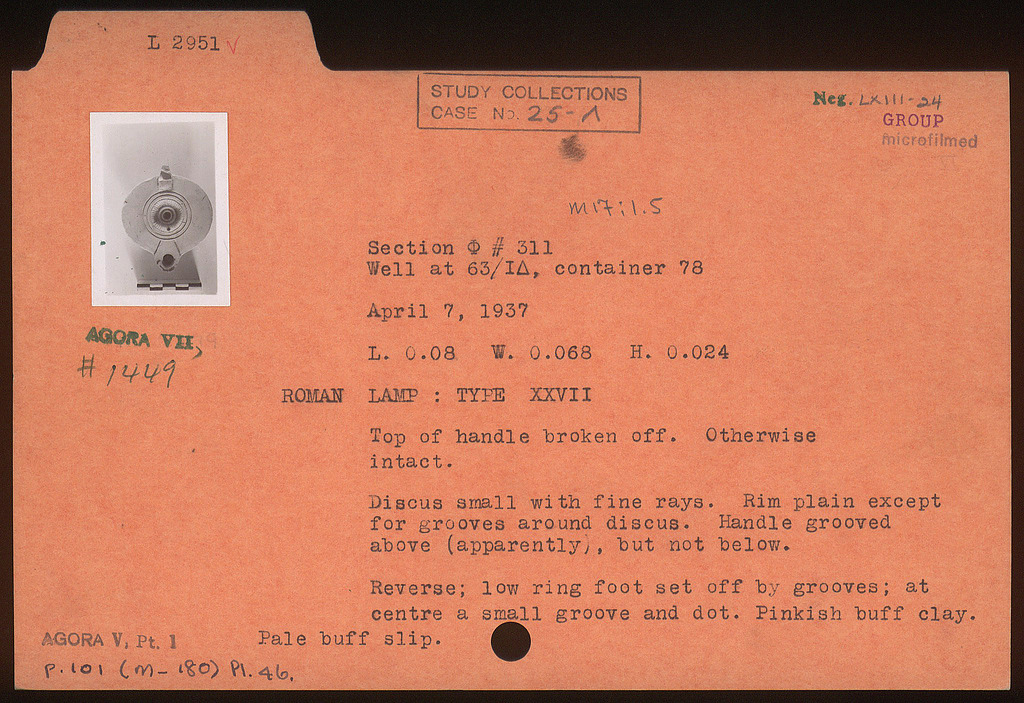 L 2951 √
STUDY COLLECTIONS
CASE No. 25-Λ
Neg. LXIII-24
GROUP
microfilmed
Section Φ # 311
Well at 63/ΙΔ, container 78
April 7, 1937
AGORA VII,
# 1449
L. 0.08 W. 0.068 H. 0.024
ROMAN LAMP : TYPE XXVII
Top of handle broken off. Otherwise
intact.
Discus small with fine rays. Rim plain except
for grooves around discus. Handle grooved
above (apparently), but not below.
Reverse; low ring foot set off by grooves; at
centre a small groove and dot. Pinkish buff clay.
Pale buff slip.
AGORA V, Pt. 1
P. 101 (M-180) Pl. 46.